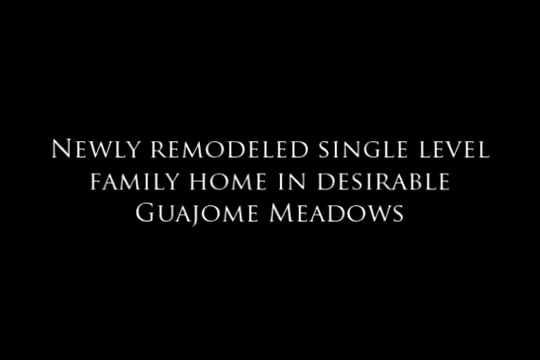 Newly remodeled single level
family home in desirable
Guajome Meadows